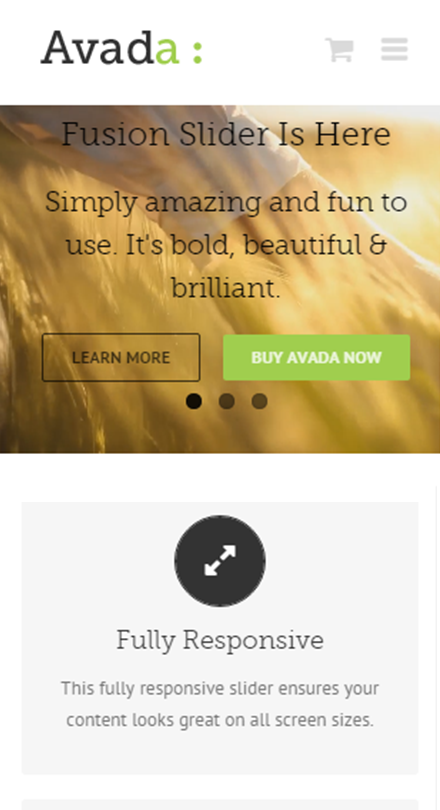 Avada :
Fusion Slider Is Here
Simply amazing and fun to
use. It's bold, beautiful &
brilliant.
LEARN MORE
BUY AVADA NOW
Fully Responsive
This fully responsive slider ensures your
content looks great on all screen sizes.